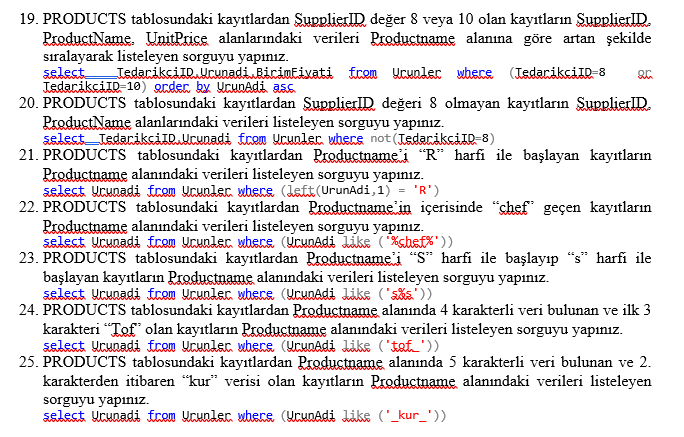 19. PRODUCTS tablosundaki kayıtlardan SupplierID değer 8 veya 10 olan kayıtların SupplierID,
ProductName, UnitPrice alanlarındaki verileri Productname alanına göre artan şekilde
sıralayarak listeleyen sorguyu yapınız.
select TedarikciID,Urunadi,BirimFiyati from Urunler where (TedarikciID=8 or
TedarikciID=10) order by UrunAdi asc
20. PRODUCTS tablosundaki kayıtlardan SupplierID değeri 8 olmayan kayıtların SupplierID,
ProductName alanlarındaki verileri listeleyen sorguyu yapınız.
select TedarikciID,Urunadi from Urunler where not(TedarikciID=8)
21. PRODUCTS tablosundaki kayıtlardan Productname'i “R” harfi ile başlayan kayıtların
Productname alanındaki verileri listeleyen sorguyu yapınız.
select Urunadi from Urunler where (left(UrunAdi,1) = 'R')
22. PRODUCTS tablosundaki kayıtlardan Productname'in içerisinde “chef” geçen kayıtların
Productname alanındaki verileri listeleyen sorguyu yapınız.
select Urunadi from Urunler where (UrunAdi like ('%chef%'))
23. PRODUCTS tablosundaki kayıtlardan Productname'i “S” harfi ile başlayıp “s” harfi ile
başlayan kayıtların Productname alanındaki verileri listeleyen sorguyu yapınız.
select Urunadi from Urunler where (UrunAdi like ('s%s'))
24. PRODUCTS tablosundaki kayıtlardan Productname alanında 4 karakterli veri bulunan ve ilk 3
karakteri “Tof” olan kayıtların Productname alanındaki verileri listeleyen sorguyu yapınız.
select Urunadi from Urunler where (UrunAdi like ('tof_'))
25. PRODUCTS tablosundaki kayıtlardan Productname alanında 5 karakterli veri bulunan ve 2.
karakterden itibaren “kur” verisi olan kayıtların Productname alanındaki verileri listeleyen
sorguyu yapınız.
select Urunadi from Urunler where (UrunAdi like ('_kur_'))